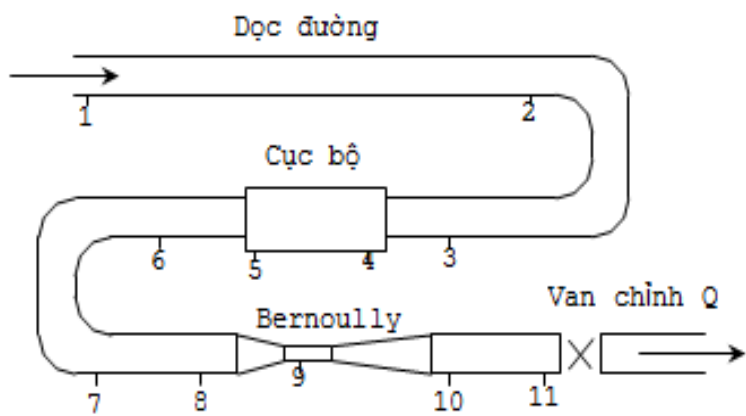 Dọc đường
1
2
Cục bộ
6
5
4
3
Van chỉnh Q
Bernoully
7
8
9
10
11